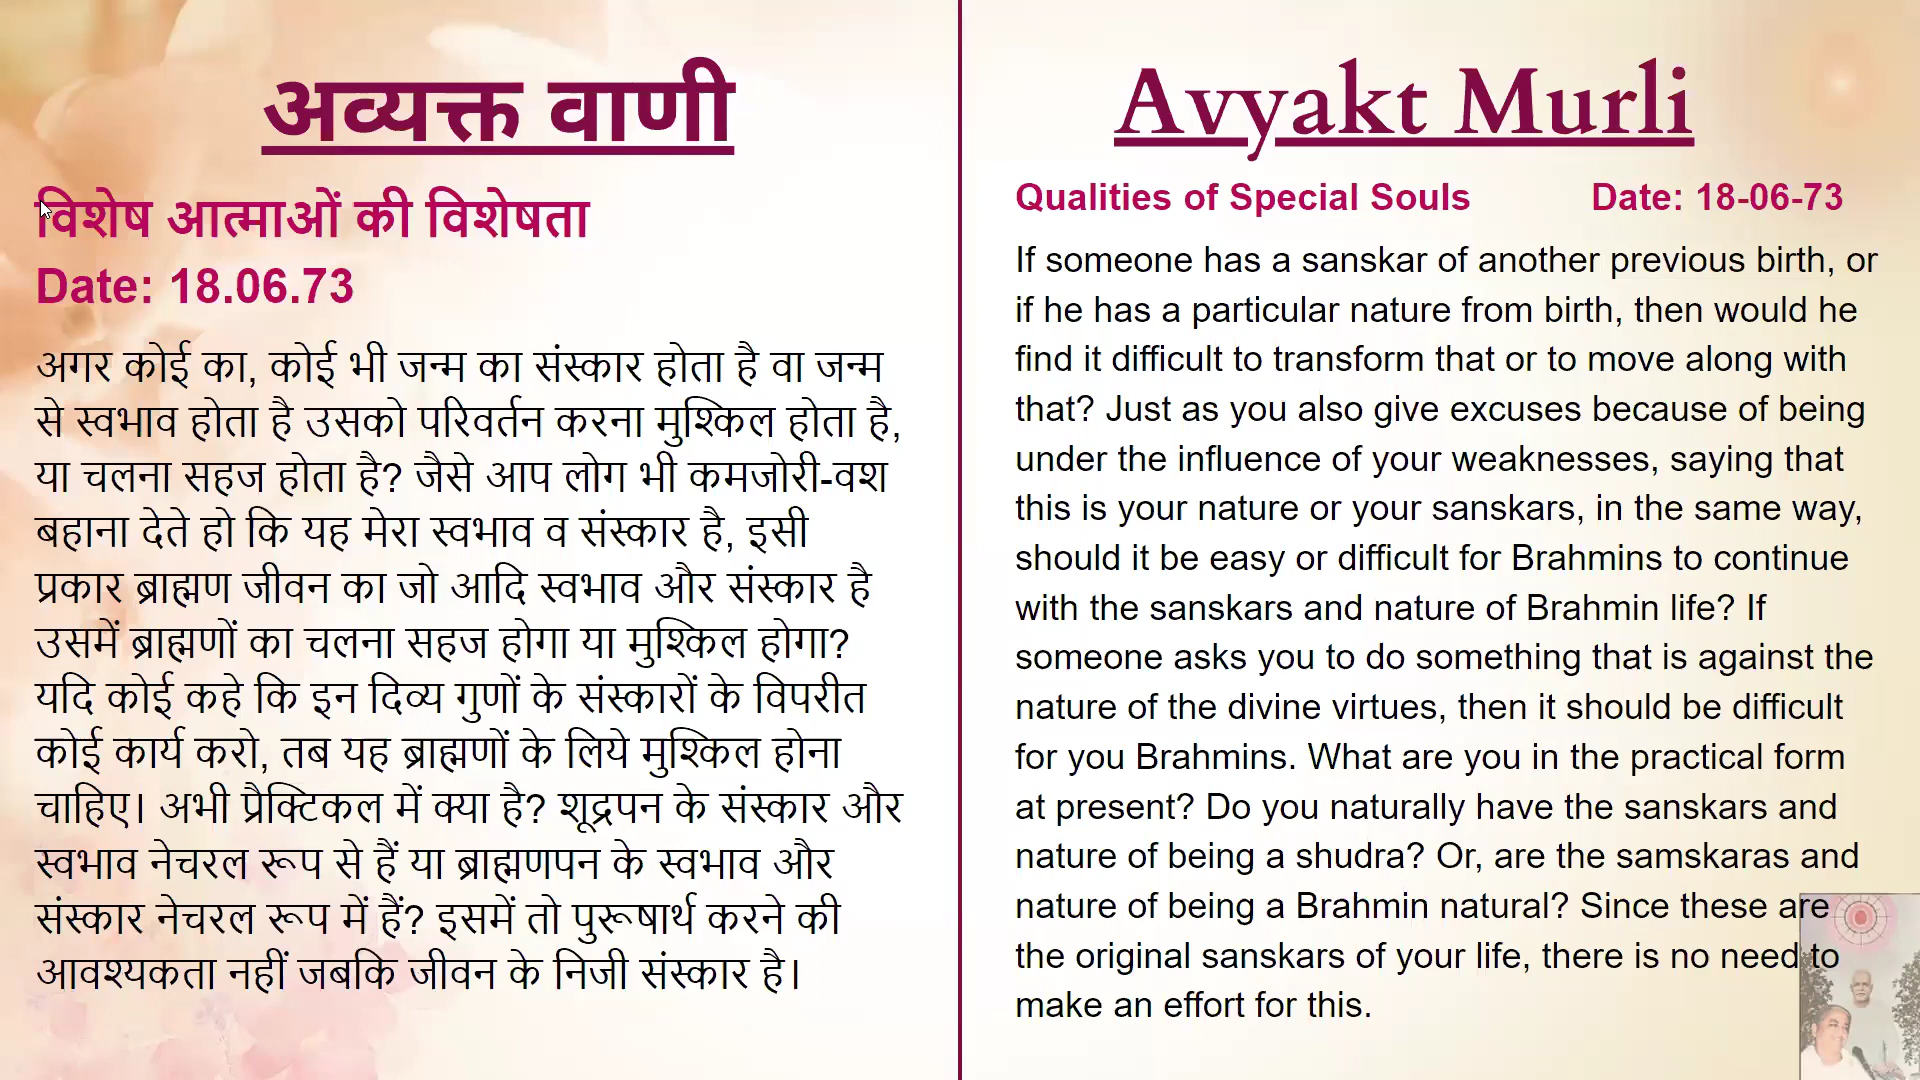 अव्यक्त वाणी
विशेष आत्माओं की विशेषता
Date: 18.06.73
अगर कोई का, कोई भी जन्म का संस्कार होता है वा जन्म
से स्वभाव होता है उसको परिवर्तन करना मुश्किल होता है,
या चलना सहज होता है? जैसे आप लोग भी कमजोरी-वश
बहाना देते हो कि यह मेरा स्वभाव व संस्कार है, इसी
प्रकार ब्राह्मण जीवन का जो आदि स्वभाव और संस्कार है
उसमें ब्राह्मणों का चलना सहज होगा या मुश्किल होगा?
यदि कोई कहे कि इन दिव्य गुणों के संस्कारों के विपरीत
कोई कार्य करो, तब यह ब्राह्मणों के लिये मुश्किल होना
चाहिए। अभी प्रैक्टिकल में क्या है? शूद्रपन के संस्कार और
स्वभाव नेचरल रूप से हैं या ब्राह्मणपन के स्वभाव और
संस्कार नेचरल रूप में हैं? इसमें तो पुरूषार्थ करने की
आवश्यकता नहीं जबकि जीवन के निजी संस्कार है।
Avyakt Murli
Qualities of Special Souls Date: 18-06-73
If someone has a sanskar of another previous birth, or
if he has a particular nature from birth, then would he
find it difficult to transform that or to move along with
that? Just as you also give excuses because of being
under the influence of your weaknesses, saying that
this is your nature or your sanskars, in the same way,
should it be easy or difficult for Brahmins to continue
with the sanskars and nature of Brahmin life? If
someone asks you to do something that is against the
nature of the divine virtues, then it should be difficult
for you Brahmins. What are you in the practical form
at present? Do you naturally have the sanskars and
nature of being a shudra? Or, are the samskaras and
nature of being a Brahmin natural? Since these are
the original sanskars of your life, there is no need to
make an effort for this.